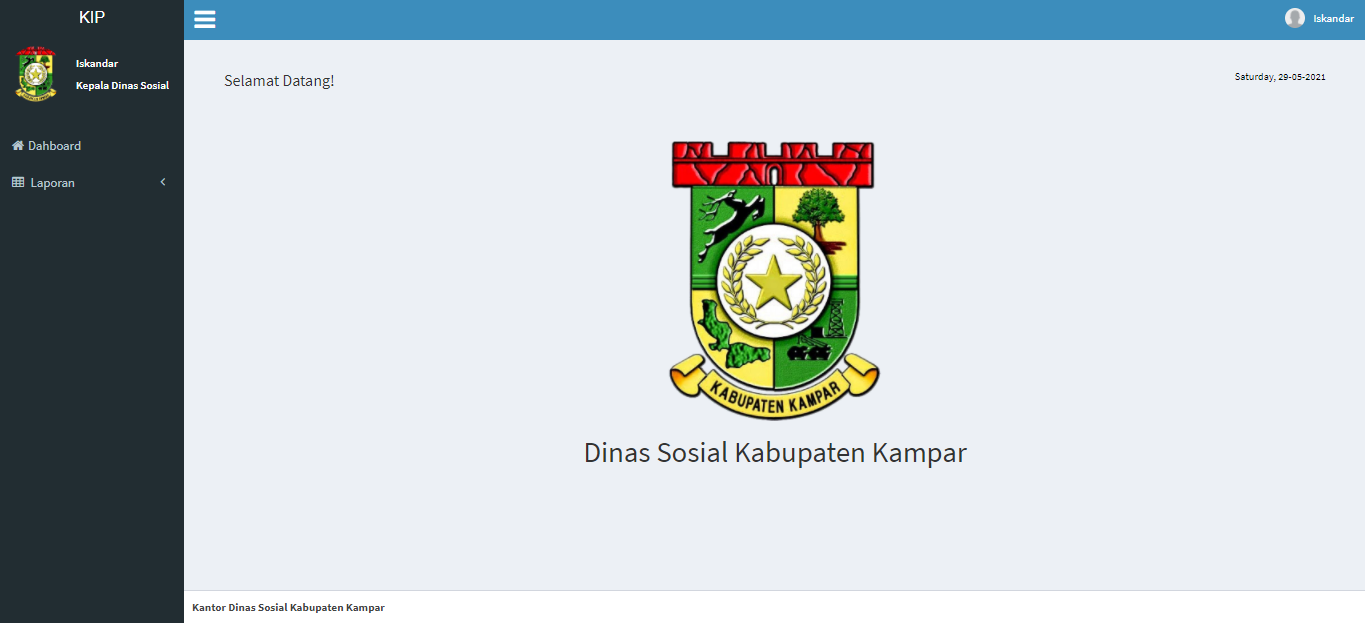 KIP
Iskandar
Iskandar
Kepala Dinas Sosial
Dahboard
Laporan
Selamat Datang!
Saturday, 29-05-2021
KABUPATEN KAMPAR
Dinas Sosial Kabupaten Kampar
Kantor Dinas Sosial Kabupaten Kampar